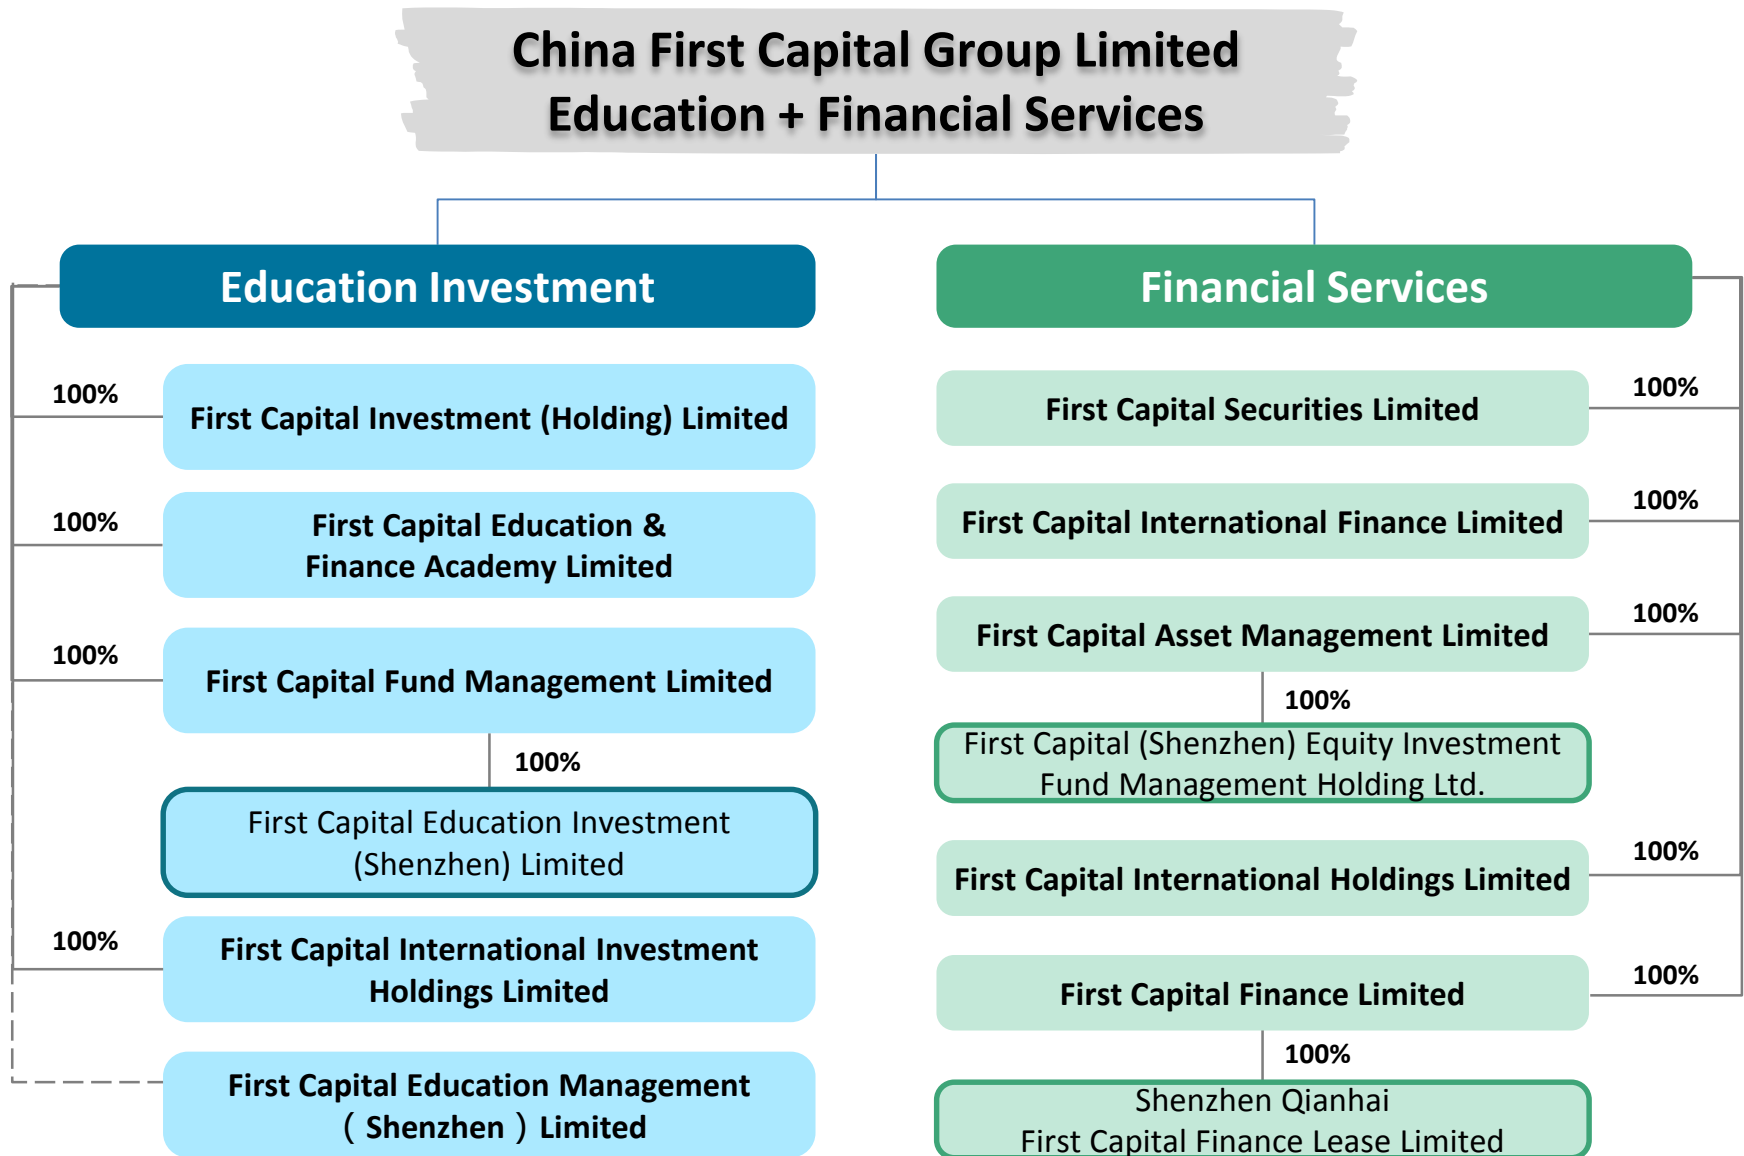 China First Capital Group Limited
Education + Financial Services
Education Investment
100%
First Capital Investment (Holding) Limited
100%
First Capital Education &
Finance Academy Limited
100%
First Capital Fund Management Limited
100%
First Capital Education Investment
(Shenzhen) Limited
100%
First Capital International Investment
Holdings Limited
First Capital Education Management
（ Shenzhen ）Limited
Financial Services
First Capital Securities Limited
100%
First Capital International Finance Limited
100%
First Capital Asset Management Limited
100%
100%
First Capital (Shenzhen) Equity Investment
Fund Management Holding Ltd.
First Capital International Holdings Limited
100%
First Capital Finance Limited
100%
100%
Shenzhen Qianhai
First Capital Finance Lease Limited